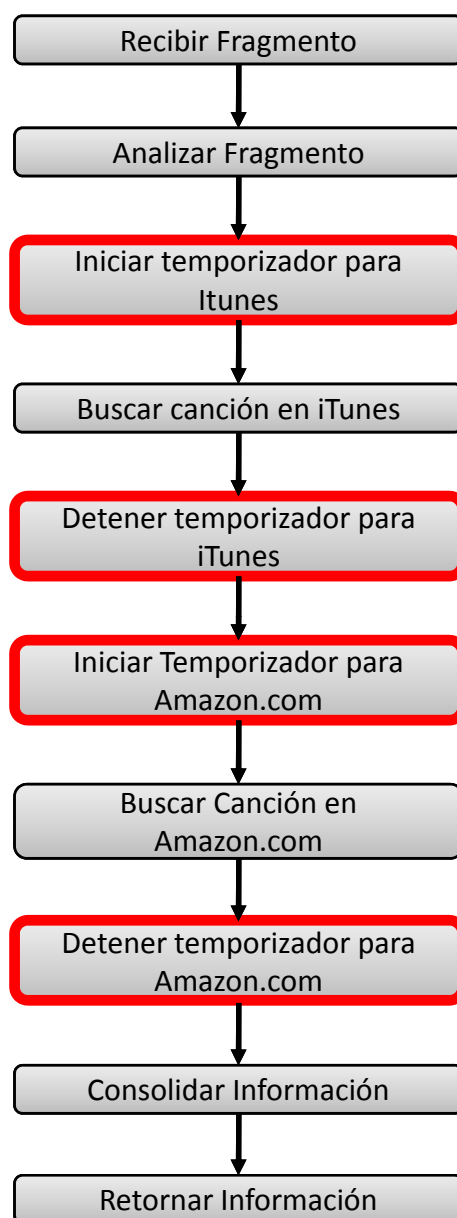 Recibir Fragmento
Analizar Fragmento
Iniciar temporizador para
Itunes
Buscar canción en iTunes
Detener temporizador para
iTunes
Iniciar Temporizador para
Amazon.com
Buscar Canción en
Amazon.com
Detener temporizador para
Amazon.com
Consolidar Información
Retornar Información